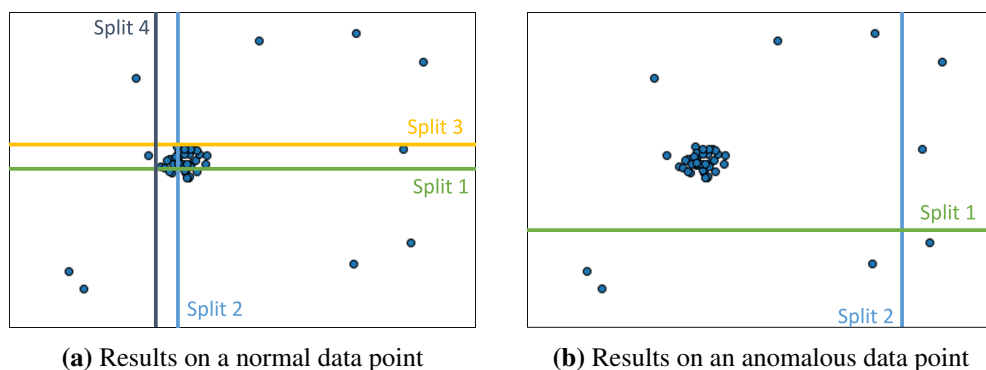 Split 4
Split 3
Split 1
Split 2
(a) Results on a normal data point
Split 1
Split 2
(b) Results on an anomalous data point